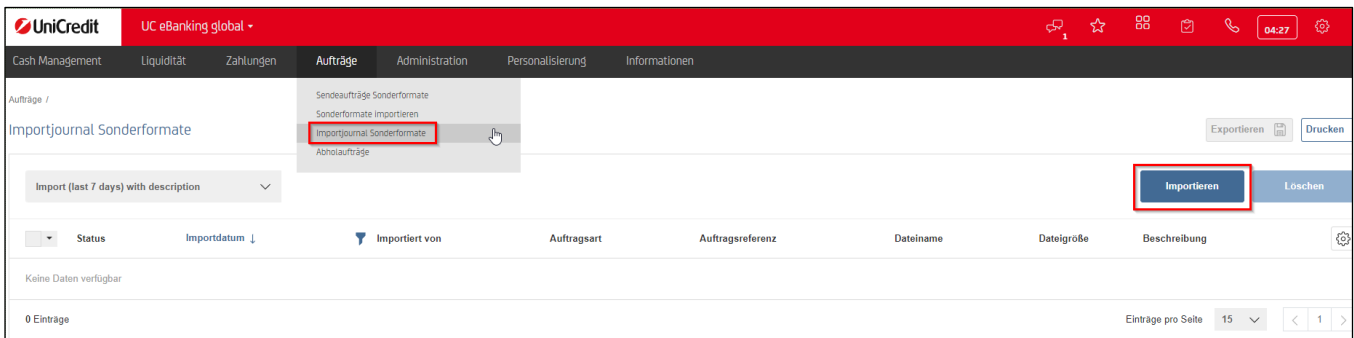 UniCredit UC eBanking global 1 04:27
Cash Management Liquidität Zahlungen Aufträge Administration Personalisierung Informationen
Aufträge /
Sendeaufträge Sonderformate
Sonderformate importieren
Importjournal Sonderformate
Abholaufträge
Importjournal Sonderformate
Exportieren Drucken
Import (last 7 days) with description
Importieren Löschen
Status Importdatum ↓ Importiert von Auftragsart Auftragsreferenz Dateiname Dateigröße Beschreibung
Keine Daten verfügbar
0 Einträge Einträge pro Seite 15 < 1 >